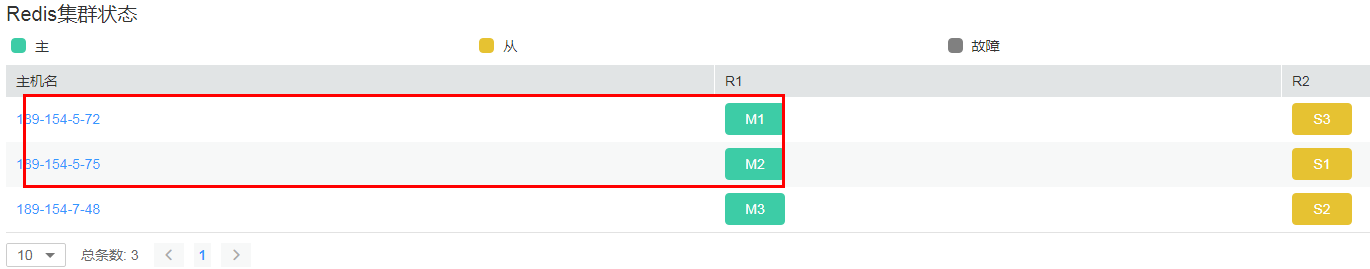 Redis集群状态
主 从 故障
主机名 R1 R2
189-154-5-72 M1 S3
189-154-5-75 M2 S1
189-154-7-48 M3 S2
10 总条数: 3 1